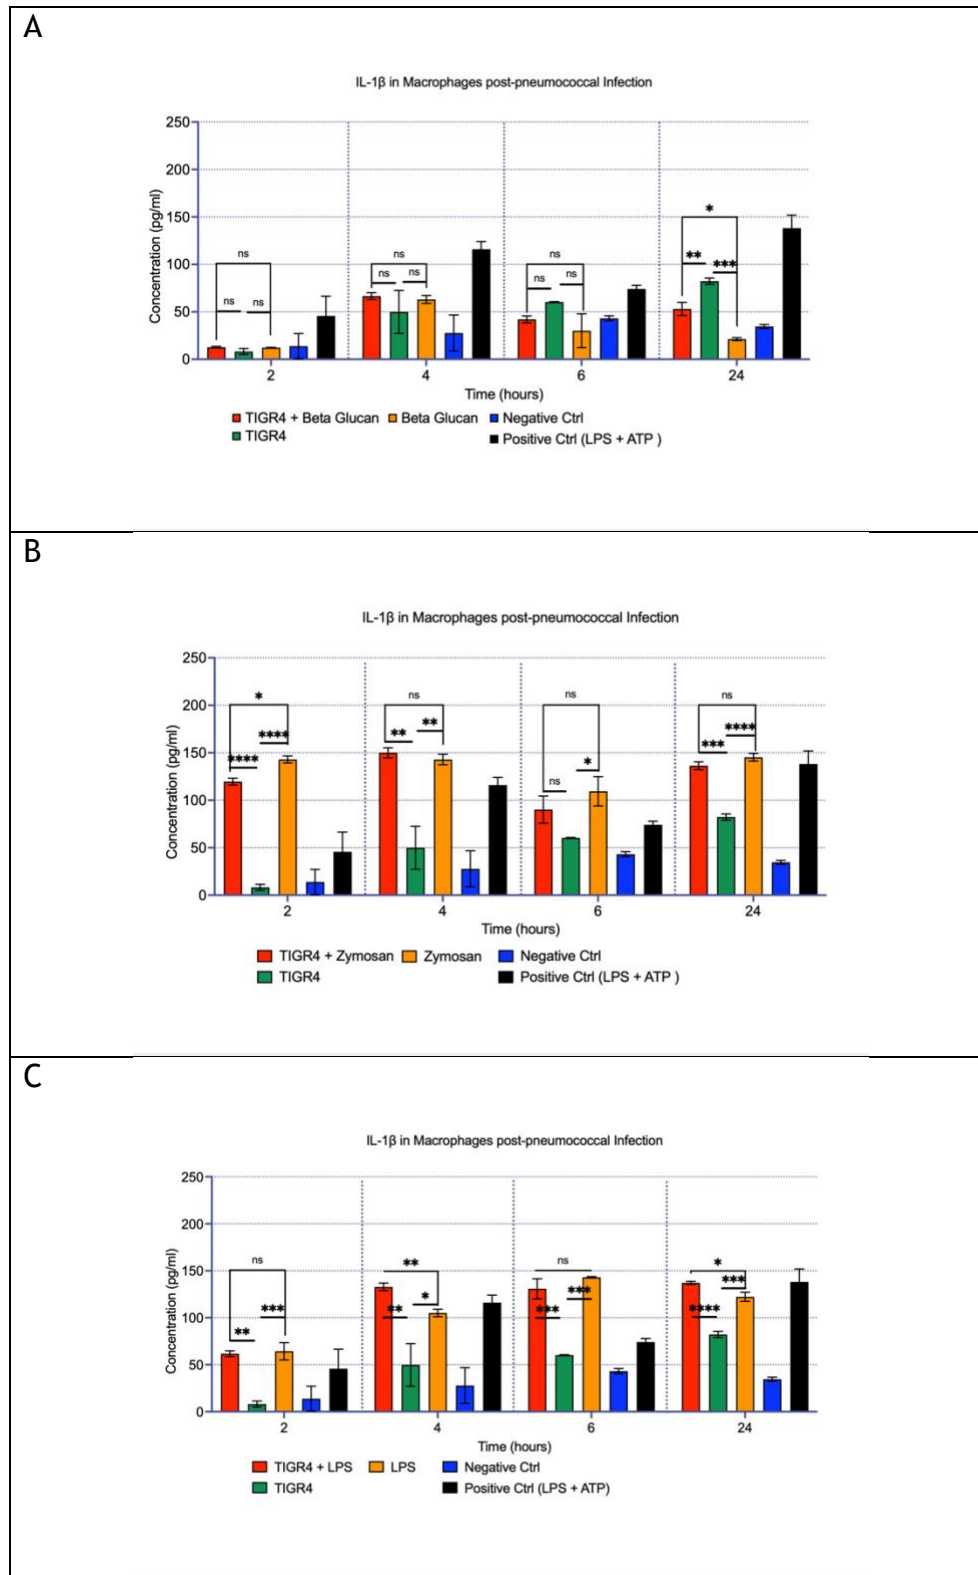 A
IL-1β in Macrophages post-pneumococcal Infection
Concentration (pg/ml)
250
200
150
100
50
0
ns
ns ns
ns
ns ns
ns
ns ns
*
** ***
2 4 6 24
Time (hours)
TIGR4 + Beta Glucan Beta Glucan Negative Ctrl
TIGR4 Positive Ctrl (LPS + ATP )
B
IL-1β in Macrophages post-pneumococcal Infection
Concentration (pg/ml)
250
200
150
100
50
0
*
**** ****
ns
** **
ns
ns *
ns
*** ****
2 4 6 24
Time (hours)
TIGR4 + Zymosan Zymosan Negative Ctrl
TIGR4 Positive Ctrl (LPS + ATP )
C
IL-1β in Macrophages post-pneumococcal Infection
Concentration (pg/ml)
250
200
150
100
50
0
ns
** ***
**
** *
ns
*** ***
*
**** ***
2 4 6 24
Time (hours)
TIGR4 + LPS LPS Negative Ctrl
TIGR4 Positive Ctrl (LPS + ATP)